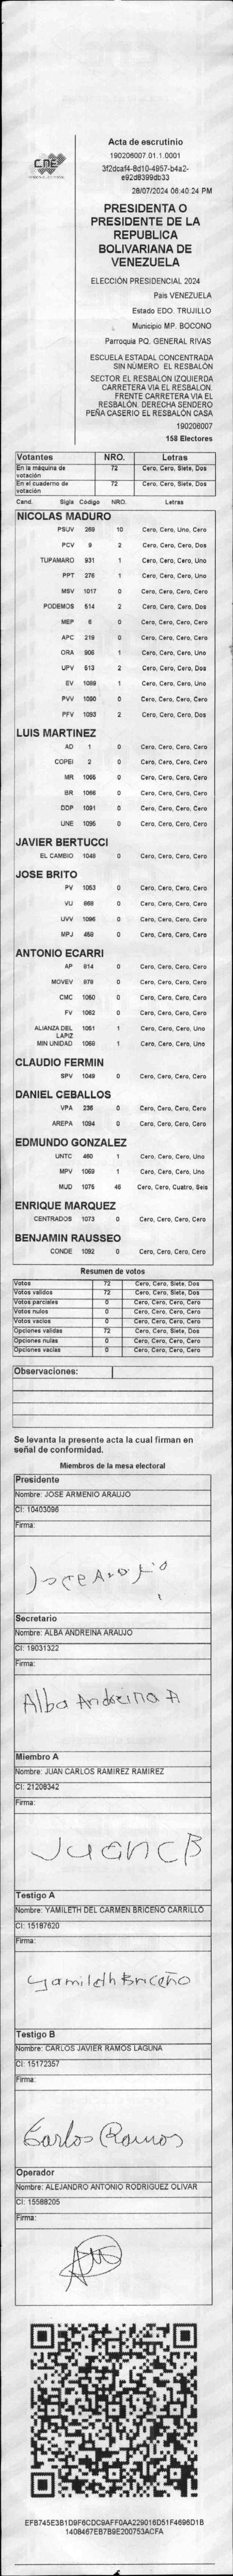 CNE
Acta de escrutinio
190206007.01.1.0001
3f2dcaf4-8d10-4957-b4a2-
e92d8399db33
28/07/2024 06:40:24 PM
PRESIDENTA O
PRESIDENTE DE LA
REPUBLICA
BOLIVARIANA DE
VENEZUELA
ELECCIÓN PRESIDENCIAL 2024
Pais VENEZUELA
Estado EDO. TRUJILLO
Municipio MP. BOCONO
Parroquia PQ. GENERAL RIVAS
ESCUELA ESTADAL CONCENTRADA
SIN NÚMERO EL RESBALÓN
SECTOR EL RESBALON IZQUIERDA
CARRETERA VÍA EL RESBALON.
FRENTE CARRETERA VÍA EL
RESBALÓN. DERECHA SENDERO
PEÑA CASERIO EL RESBALÓN CASA
190206007
158 Electores
Votantes NRO. Letras
En la máquina de votación 72 Cero, Cero, Siete, Dos
En el cuaderno de votación 72 Cero, Cero, Siete, Dos
Cand. Sigla Código NRO. Letras
NICOLAS MADURO
PSUV 269 10 Cero, Cero, Uno, Cero
PCV 9 2 Cero, Cero, Cero, Dos
TUPAMARO 931 1 Cero, Cero, Cero, Uno
PPT 276 1 Cero, Cero, Cero, Uno
MSV 1017 0 Cero, Cero, Cero, Cero
PODEMOS 514 2 Cero, Cero, Cero, Dos
MEP 6 0 Cero, Cero, Cero, Cero
APC 219 0 Cero, Cero, Cero, Cero
ORA 906 1 Cero, Cero, Cero, Uno
UPV 513 2 Cero, Cero, Cero, Dos
EV 1089 1 Cero, Cero, Cero, Uno
PVV 1090 0 Cero, Cero, Cero, Cero
PFV 1093 2 Cero, Cero, Cero, Dos
LUIS MARTINEZ
AD 1 0 Cero, Cero, Cero, Cero
COPEI 2 0 Cero, Cero, Cero, Cero
MR 1065 0 Cero, Cero, Cero, Cero
BR 1066 0 Cero, Cero, Cero, Cero
DDP 1091 0 Cero, Cero, Cero, Cero
UNE 1095 0 Cero, Cero, Cero, Cero
JAVIER BERTUCCI
EL CAMBIO 1048 0 Cero, Cero, Cero, Cero
JOSE BRITO
PV 1053 0 Cero, Cero, Cero, Cero
VU 868 0 Cero, Cero, Cero, Cero
UVV 1096 0 Cero, Cero, Cero, Cero
MPJ 459 0 Cero, Cero, Cero, Cero
ANTONIO ECARRI
AP 814 0 Cero, Cero, Cero, Cero
MOVEV 878 0 Cero, Cero, Cero, Cero
CMC 1050 0 Cero, Cero, Cero, Cero
FV 1052 0 Cero, Cero, Cero, Cero
ALIANZA DEL LAPIZ 1051 1 Cero, Cero, Cero, Uno
MIN UNIDAD 1058 1 Cero, Cero, Cero, Uno
CLAUDIO FERMIN
SPV 1049 0 Cero, Cero, Cero, Cero
DANIEL CEBALLOS
VPA 236 0 Cero, Cero, Cero, Cero
AREPA 1094 0 Cero, Cero, Cero, Cero
EDMUNDO GONZALEZ
UNTC 460 1 Cero, Cero, Cero, Uno
MPV 1069 1 Cero, Cero, Cero, Uno
MUD 1075 46 Cero, Cero, Cuatro, Seis
ENRIQUE MARQUEZ
CENTRADOS 1073 0 Cero, Cero, Cero, Cero
BENJAMIN RAUSSEO
CONDE 1092 0 Cero, Cero, Cero, Cero
Resumen de votos
Votos 72 Cero, Cero, Siete, Dos
Votos validos 72 Cero, Cero, Siete, Dos
Votos parciales 0 Cero, Cero, Cero, Cero
Votos nulos 0 Cero, Cero, Cero, Cero
Votos vacios 0 Cero, Cero, Cero, Cero
Opciones validas 72 Cero, Cero, Siete, Dos
Opciones nulas 0 Cero, Cero, Cero, Cero
Opciones vacias 0 Cero, Cero, Cero, Cero
Observaciones:
Se levanta la presente acta la cual firman en
señal de conformidad.
Miembros de la mesa electoral
Presidente
Nombre: JOSE ARMENIO ARAUJO
CI: 10403096
Firma:
Jose Araujo
Secretario
Nombre: ALBA ANDREINA ARAUJO
CI: 19031322
Firma:
Alba Andreina A
Miembro A
Nombre: JUAN CARLOS RAMIREZ RAMIREZ
CI: 21208342
Firma:
Juan C B
Testigo A
Nombre: YAMILETH DEL CARMEN BRICEÑO CARRILLO
CI: 15187620
Firma:
Yamileth Briceño
Testigo B
Nombre: CARLOS JAVIER RAMOS LAGUNA
CI: 15172357
Firma:
Carlos Ramos
Operador
Nombre: ALEJANDRO ANTONIO RODRIGUEZ OLIVAR
CI: 15588205
Firma:
EFB745E3B1D9F6CDC9AFF0AA229016D51F4696D1B
1408467EB7B9E200753ACFA